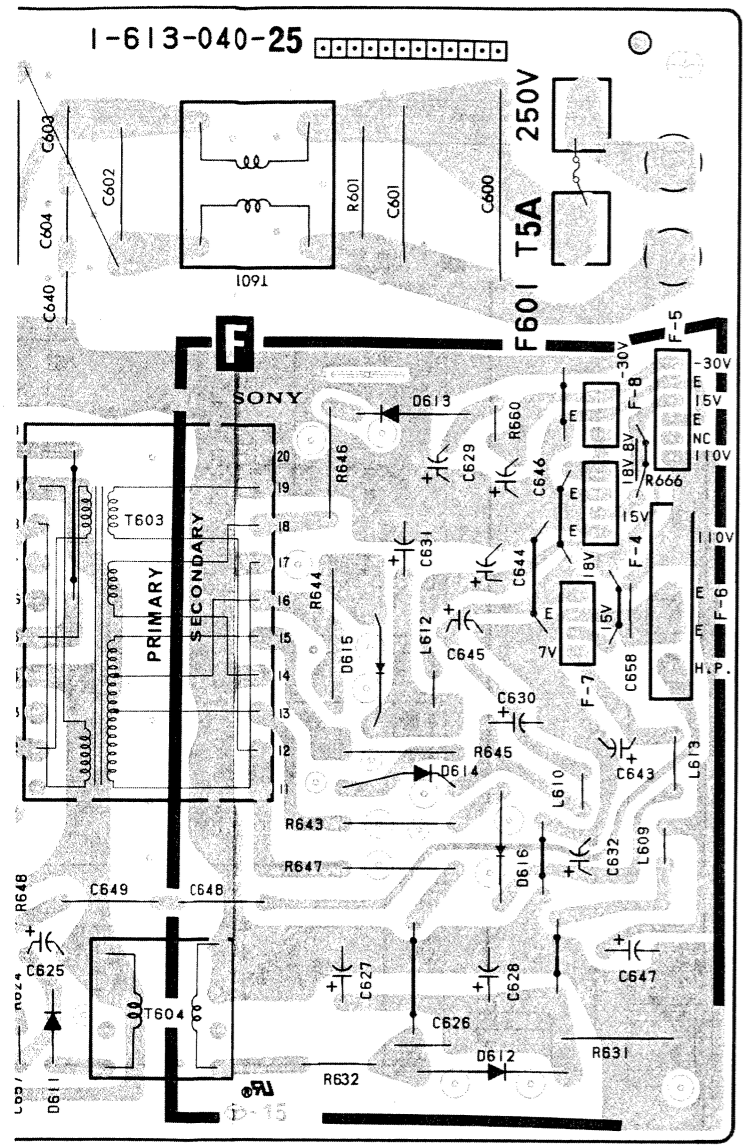 1-613-040-25
C603
C602
R601
C601
C600
250V
C604
T5A
C640
T601
F601
F
F-5
-30V
-30V
E
15V
E
NC
110V
SONY
D613
R660
E
F-8
R646
C629
C646
18V 8V
R666
20
19
T603
18
C631
E
E
15V
F-4
110V
17
C644
18V
PRIMARY
SECONDARY
16
R644
15
L612
C645
E
7V
15V
C658
E
E
F-6
H.P.
D615
14
F-7
13
C630
12
R645
C643
L613
D614
11
L610
R643
R647
D616
C632
L609
R648
C649
C648
C625
C627
C628
C647
R624
T604
C626
D612
R631
D611
R632